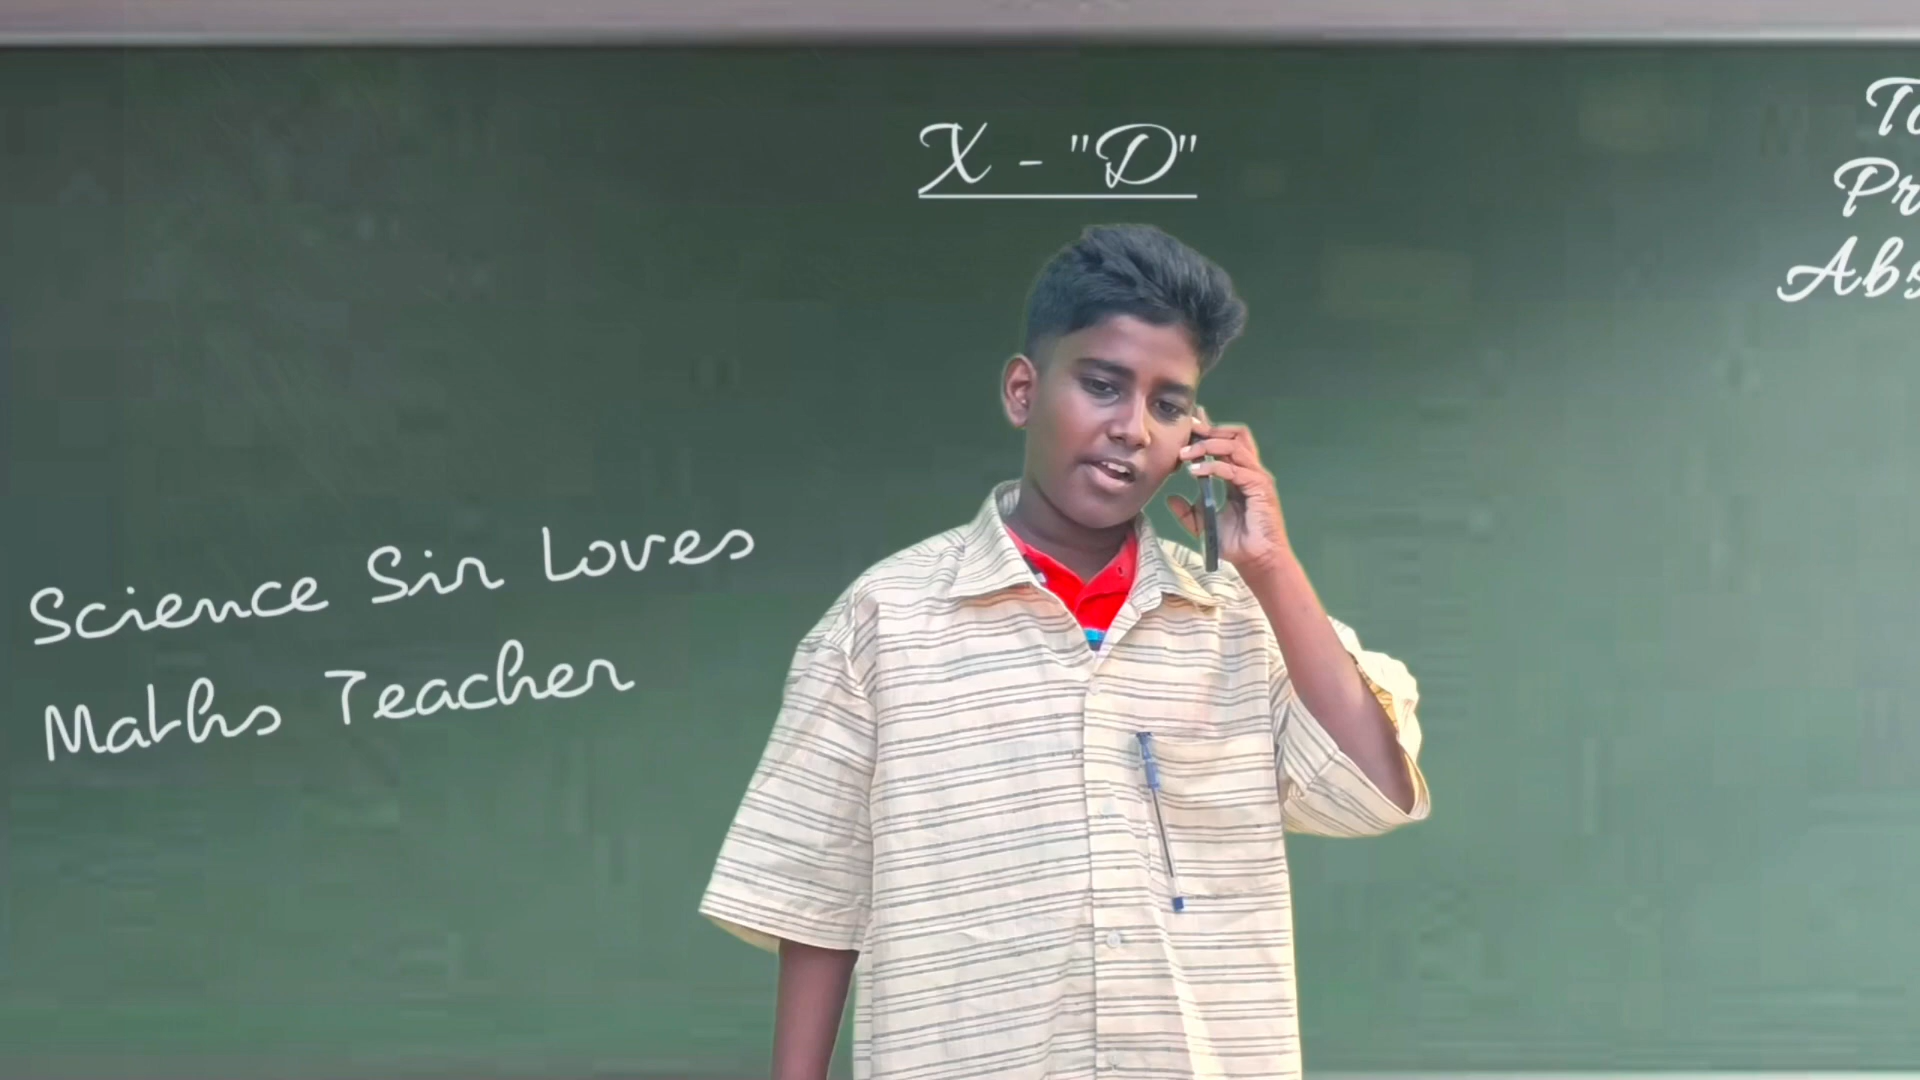 X - "D"
Science Sir Loves
Maths Teacher